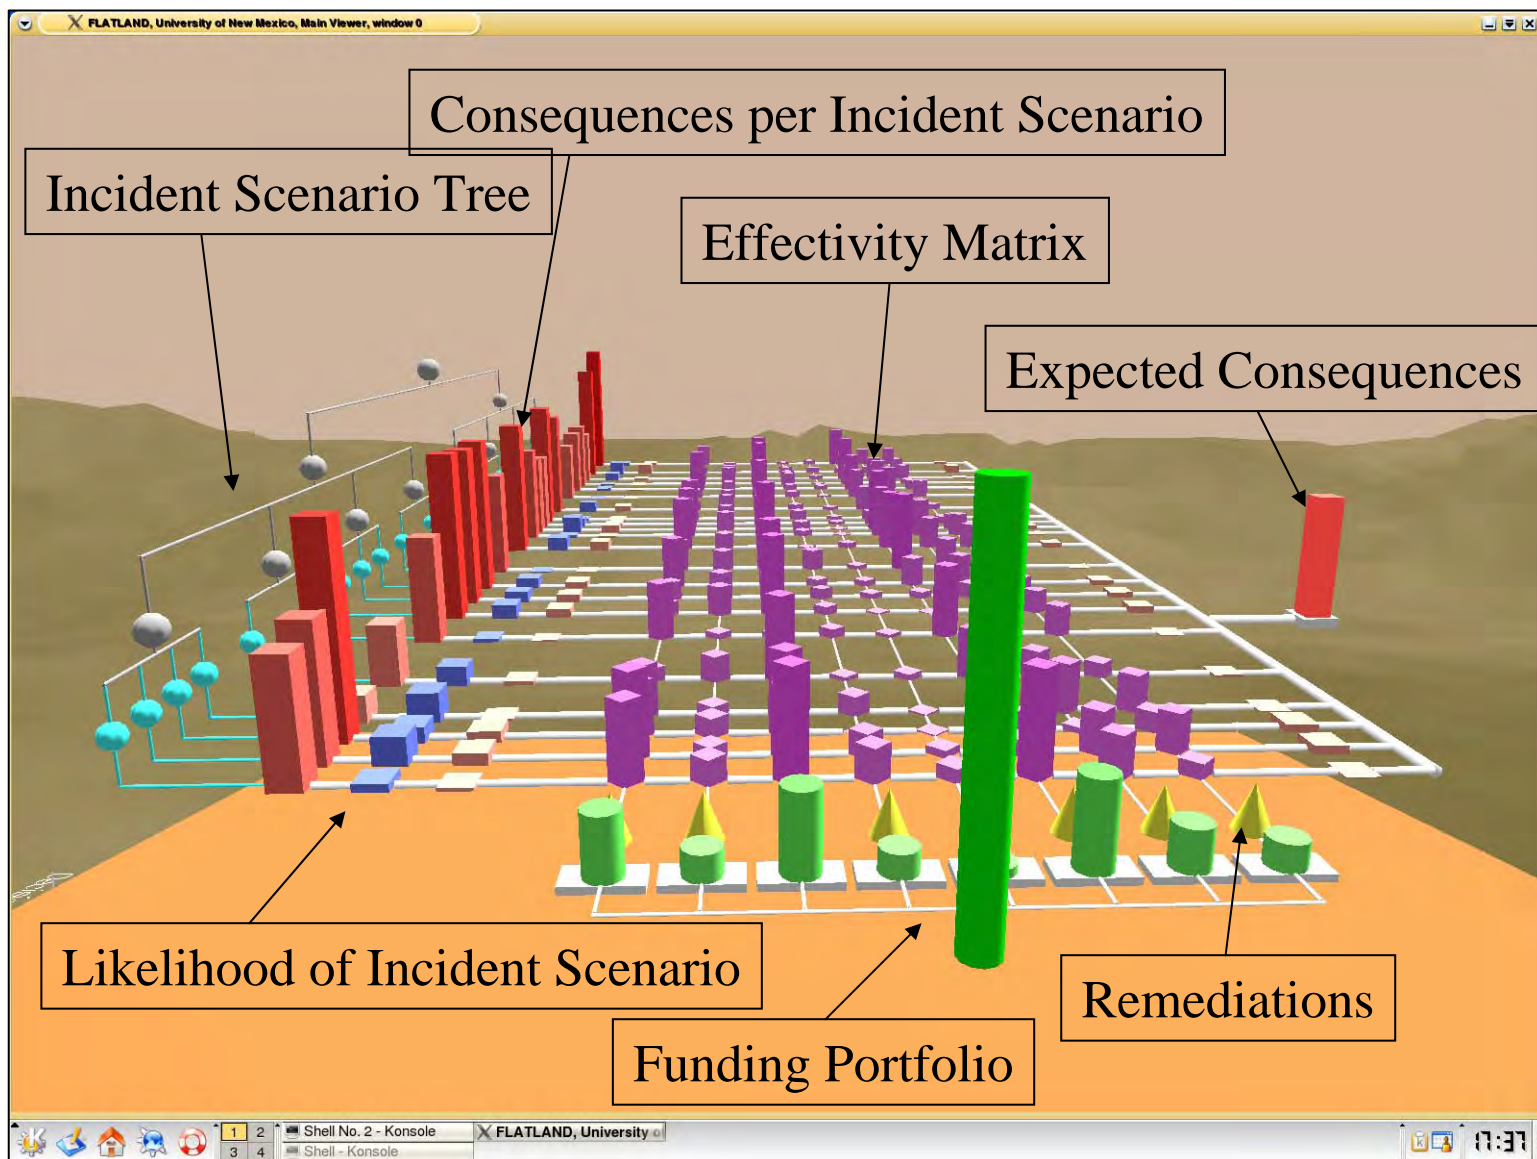 FLATLAND, University of New Mexico, Main Viewer, window 0
Consequences per Incident Scenario
Incident Scenario Tree
Effectivity Matrix
Expected Consequences
Likelihood of Incident Scenario
Remediations
Funding Portfolio
1 2
3 4
Shell No. 2 - Konsole
Shell - Konsole
FLATLAND, University o
17:37